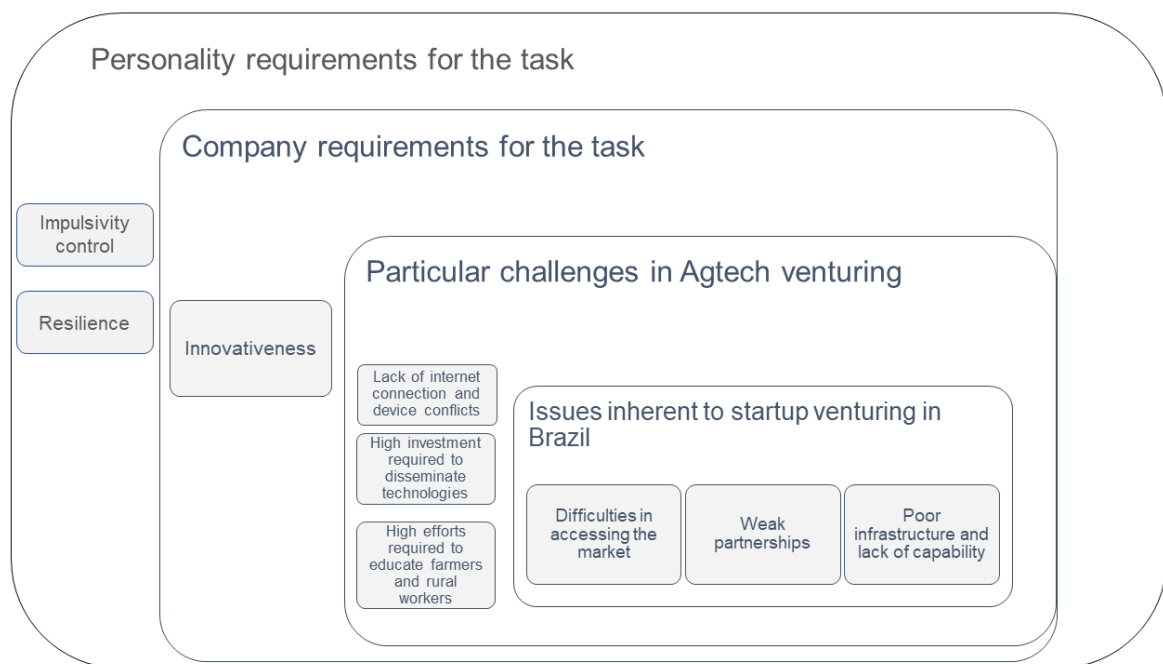 Personality requirements for the task
Company requirements for the task
Impulsivity
control
Resilience
Innovativeness
Particular challenges in Agtech venturing
Lack of internet
connection and
device conflicts
High investment
required to
disseminate
technologies
High efforts
required to
educate farmers
and rural
workers
Issues inherent to startup venturing in
Brazil
Difficulties in
accessing the
market
Weak
partnerships
Poor
infrastructure and
lack of capability